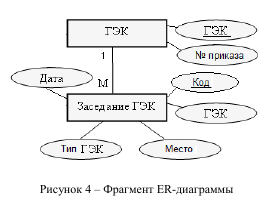 ГЭК
ГЭК
№ приказа
1
Дата
М
Код
Заседание ГЭК
ГЭК
Тип ГЭК
Место
Рисунок 4 – Фрагмент ER-диаграммы